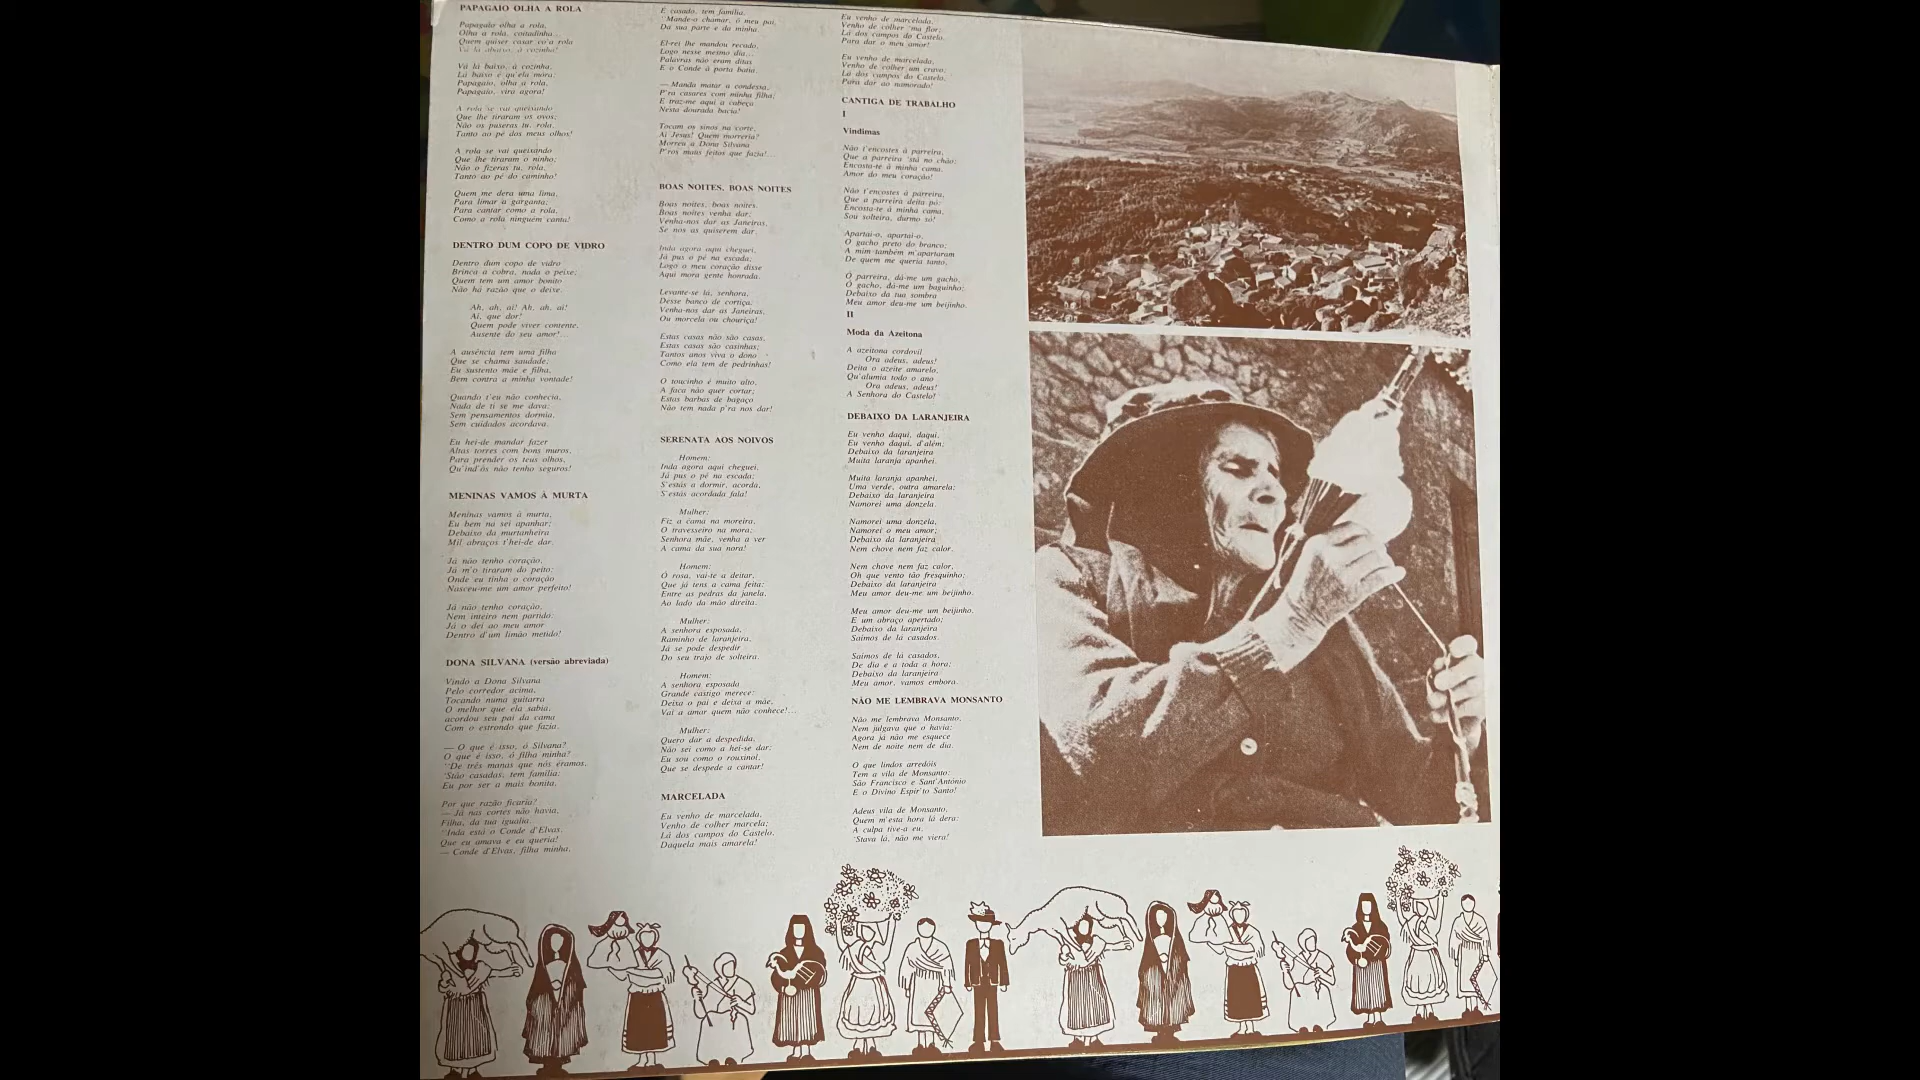 PAPAGAIO OLHA A ROLA
Papagaio olha a rola,
Olha a rola, coitadinha...
Quem quiser casar co'a rola
Vá lá abaixo, à cozinha!
Vá lá baixo, à cozinha,
Lá baixo é qu'ela mora;
Papagaio, olha a rola,
Papagaio, vira agora!
A rola se vai queixando
Que lhe tiraram os ovos;
Não os puseras tu, rola,
Tanto ao pé dos meus olhos!
A rola se vai queixando
Que lhe tiraram o ninho;
Não o fizeras tu, rola,
Tanto ao pé do caminho!
Quem me dera uma lima,
Para limar a garganta;
Para cantar como a rola,
Como a rola ninguém canta!
DENTRO DUM COPO DE VIDRO
Dentro dum copo de vidro
Brinca a cobra, nada o peixe;
Quem tem um amor bonito
Não há razão que o deixe.
Ah, ah, ai! Ah, ah, ai!
Ai, que dor!
Quem pode viver contente,
Ausente do seu amor!...
A ausência tem uma filha
Que se chama saudade;
Eu sustento mãe e filha,
Bem contra a minha vontade!
Quando t'eu não conhecia,
Nada de ti se me dava;
Sem pensamentos dormia,
Sem cuidados acordava.
Eu hei-de mandar fazer
Altas torres com bons muros,
Para prender os teus olhos,
Qu'ind'ós não tenho seguros!
MENINAS VAMOS À MURTA
Meninas vamos à murta,
Eu bem na sei apanhar;
Debaixo da murtanheira
Mil abraços t'hei-de dar.
Já não tenho coração,
Já m'o tiraram do peito;
Onde eu tinha o coração
Nasceu-me um amor perfeito!
Já não tenho coração,
Nem inteiro nem partido
Já o dei ao meu amor
Dentro d'um limão metido!
DONA SILVANA (versão abreviada)
Vindo a Dona Silvana
Pelo corredor acima,
Tocando numa guitarra
O melhor que ela sabia,
acordou seu pai da cama
Com o estrondo que fazia.
— O que é isso, ó Silvana?
O que é isso, ó filha minha?
"De três manas que nós éramos,
'Stão casadas, têm família;
Eu por ser a mais bonita,
Por que razão ficaria?
— Já nas cortes não havia,
Filha, da tua igualia...
"Inda está o Conde d'Elvas
Que eu amava e eu queria!
— Conde d'Elvas, filha minha,
É casado, tem família.
"Mande-o chamar, ó meu pai,
Da sua parte e da minha.
El-rei lhe mandou recado,
Logo nesse mesmo dia...
Palavras não eram ditas
E o Conde à porta batia.
— Manda matar a condessa,
P'ra casares com minha filha;
E traz-me aqui a cabeça
Nesta dourada bacia!
Tocam os sinos na corte,
Ai Jesus! Quem morreria?
Morreu a Dona Silvana
P'ros maus feitos que fazia!...
BOAS NOITES, BOAS NOITES
Boas noites, boas noites,
Boas noites venha dar;
Venha-nos dar as Janeiras,
Se nos as quiserem dar.
Inda agora aqui cheguei,
Já pus o pé na escada;
Logo o meu coração disse
Aqui mora gente honrada.
Levante-se lá, senhora,
Desse banco de cortiça;
Venha-nos dar as Janeiras,
Ou morcela ou chouriça!
Estas casas não são casas,
Estas casas são casinhas;
Tantos anos viva o dono
Como ela tem de pedrinhas!
O toucinho é muito alto,
A faca não quer cortar;
Estas barbas de bagaço
Não tem nada p'ra nos dar!
SERENATA AOS NOIVOS
Homem:
Inda agora aqui cheguei,
Já pus o pé na escada;
S'estás a dormir, acorda,
S'estás acordada fala!
Mulher:
Fiz a cama na moreira,
O travesseiro na mora;
Senhora mãe, venha a ver
A cama da sua nora!
Homem:
Ó rosa, vai-te a deitar,
Que já tens a cama feita;
Entre as pedras da janela,
Ao lado da mão direita.
Mulher:
A senhora esposada,
Raminho de laranjeira,
Já se pode despedir
Do seu trajo de solteira.
Homem:
A senhora esposada
Grande castigo merece;
Deixa o pai e deixa a mãe,
Vai a amar quem não conhece!...
Mulher:
Quero dar a despedida,
Não sei como a hei-se dar;
Eu sou como o rouxinol,
Que se despede a cantar!
MARCELADA
Eu venho de marcelada,
Venho de colher marcela;
Lá dos campos do Castelo,
Daquela mais amarela!
Eu venho de marcelada,
Venho de colher 'ma flor;
Lá dos campos do Castelo
Para dar o meu amor!
Eu venho de marcelada,
Venho de colher um cravo;
Lá dos campos do Castelo,
Para dar ao namorado!
CANTIGA DE TRABALHO
I
Vindimas
Não t'encostes à parreira,
Que a parreira 'stá no chão;
Encosta-te à minha cama,
Amor do meu coração!
Não t'encostes à parreira,
Que a parreira deita pó;
Encosta-te à minha cama,
Sou solteira, durmo só!
Apartai-o, apartai-o,
O gacho preto do branco;
A mim também m'apartaram
De quem me queria tanto.
Ó parreira, dá-me um gacho,
Ó gacho, dá-me um baguinho;
Debaixo da tua sombra
Meu amor deu-me um beijinho.
II
Moda da Azeitona
A azeitona cordovil
Ora adeus, adeus!
Deita o azeite amarelo,
Qu'alumia todo o ano
Ora adeus, adeus!
A Senhora do Castelo!
DEBAIXO DA LARANJEIRA
Eu venho daqui, daqui,
Eu venho daqui, d'além;
Debaixo da laranjeira
Muita laranja apanhei.
Muita laranja apanhei,
Uma verde, outra amarela;
Debaixo da laranjeira
Namorei uma donzela.
Namorei uma donzela,
Namorei o meu amor;
Debaixo da laranjeira
Nem chove nem faz calor.
Nem chove nem faz calor,
Oh que vento tão fresquinho;
Debaixo da laranjeira
Meu amor deu-me um beijinho.
Meu amor deu-me um beijinho,
E um abraço apertado;
Debaixo da laranjeira
Saímos de lá casados.
Saímos de lá casados,
De dia e a toda a hora;
Debaixo da laranjeira
Meu amor, vamos embora.
NÃO ME LEMBRAVA MONSANTO
Não me lembrava Monsanto,
Nem julgava que o havia;
Agora já não me esquece
Nem de noite nem de dia.
O que lindos arredóis
Tem a vila de Monsanto:
São Francisco e Sant'António
E o Divino Espír'to Santo!
Adeus vila de Monsanto,
Quem m'esta hora lá dera;
A culpa tive-a eu,
'Stava lá, não me viera!